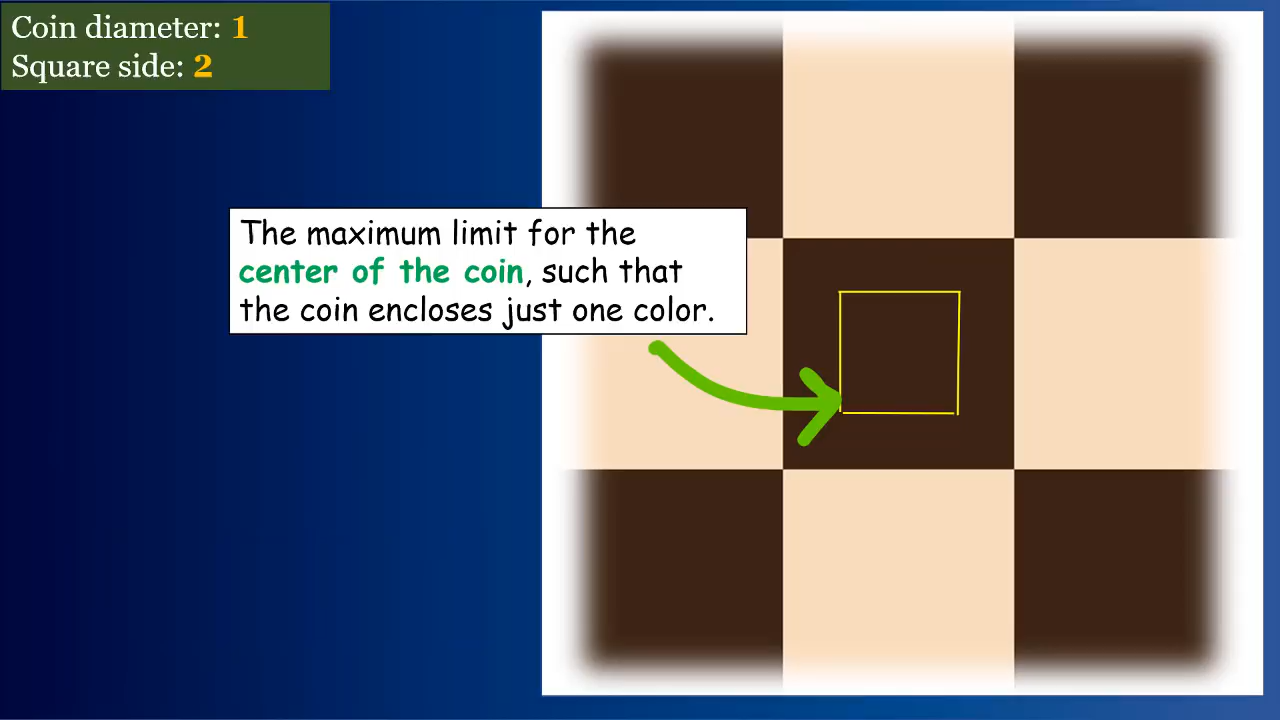 Coin diameter: 1
Square side: 2
The maximum limit for the
center of the coin, such that
the coin encloses just one color.